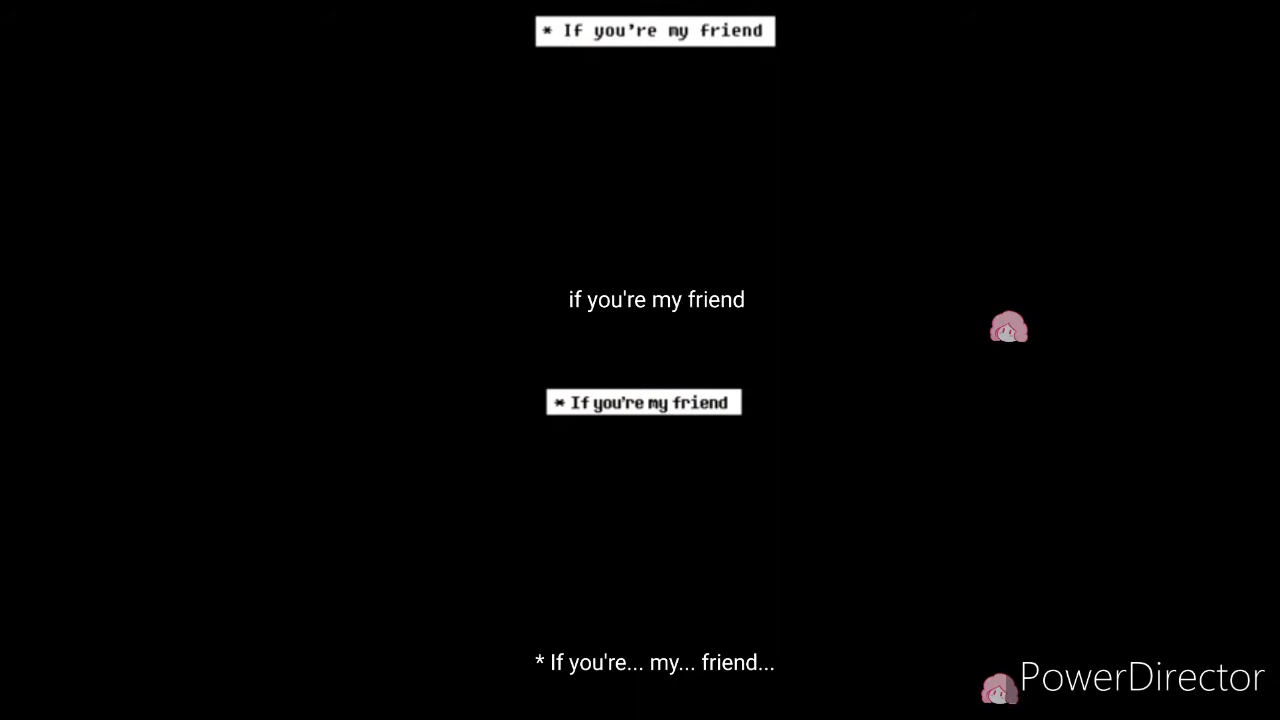 * If you're my friend
if you're my friend
* If you're my friend
* If you're... my... friend...
PowerDirector